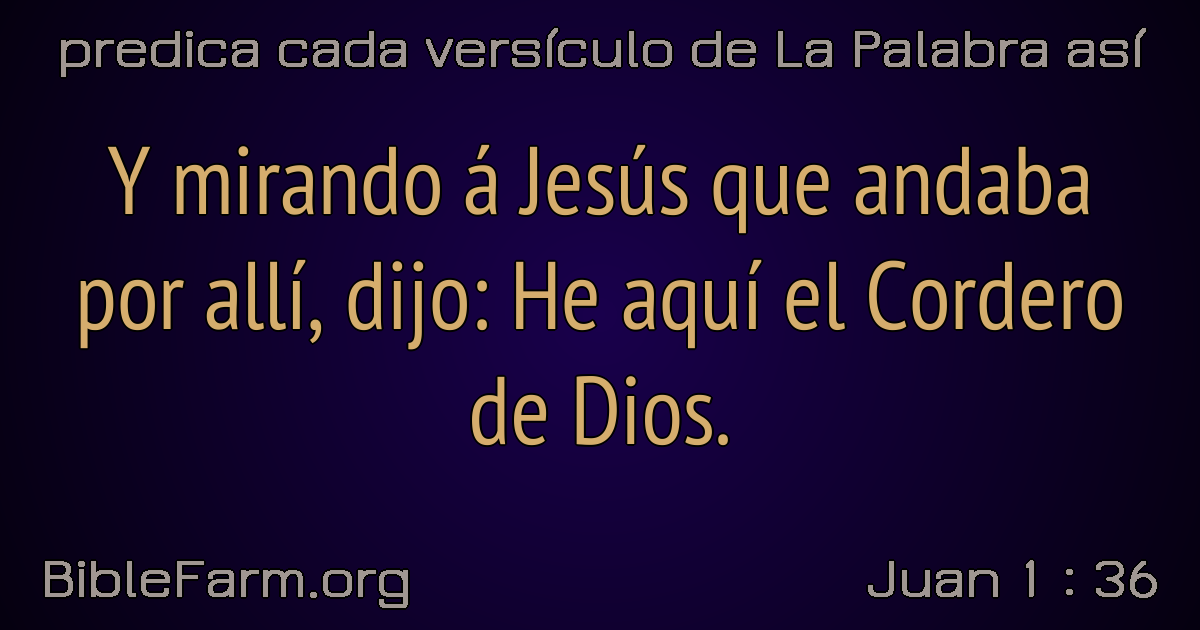 predica cada versículo de La Palabra así
Y mirando á Jesús que andaba
por allí, dijo: He aquí el Cordero
de Dios.
BibleFarm.org
Juan 1 : 36